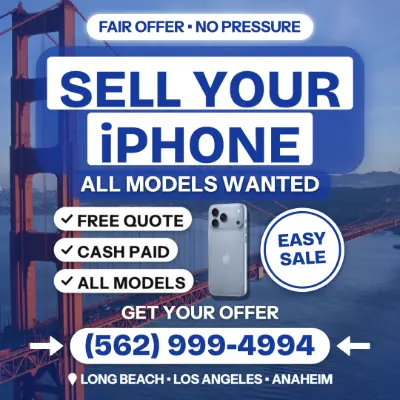 FAIR OFFER • NO PRESSURE
SELL YOUR
iPHONE
ALL MODELS WANTED
✓ FREE QUOTE
✓ CASH PAID
✓ ALL MODELS
EASY
SALE
GET YOUR OFFER
(562) 999-4994
LONG BEACH • LOS ANGELES • ANAHEIM